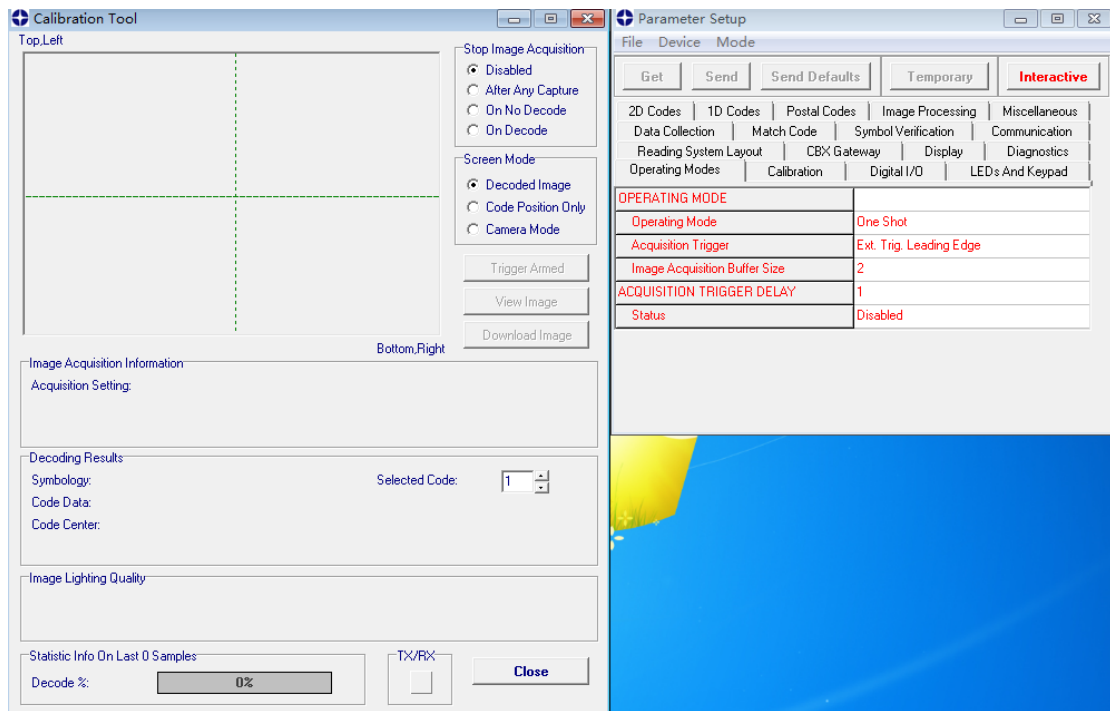 Calibration Tool
Top,Left
Stop Image Acquisition
Disabled
After Any Capture
On No Decode
On Decode
Screen Mode
Decoded Image
Code Position Only
Camera Mode
Trigger Armed
View Image
Download Image
Bottom,Right
Image Acquisition Information
Acquisition Setting:
Decoding Results
Symbology:
Selected Code: 1
Code Data:
Code Center:
Image Lighting Quality
Statistic Info On Last 0 Samples
Decode %: 0%
TX/RX
Close
Parameter Setup
File Device Mode
Get Send Send Defaults Temporary Interactive
2D Codes 1D Codes Postal Codes Image Processing Miscellaneous
Data Collection Match Code Symbol Verification Communication
Reading System Layout CBX Gateway Display Diagnostics
Operating Modes Calibration Digital I/O LEDs And Keypad
OPERATING MODE
Operating Mode One Shot
Acquisition Trigger Ext. Trig. Leading Edge
Image Acquisition Buffer Size 2
ACQUISITION TRIGGER DELAY 1
Status Disabled